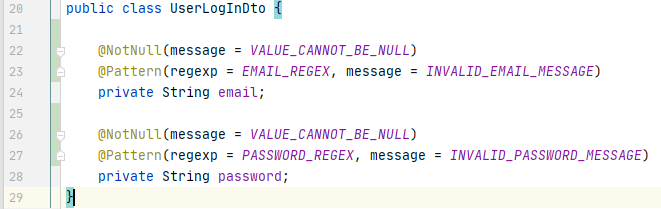 20 public class UserLogInDto {
21
22 @NotNull(message = VALUE_CANNOT_BE_NULL)
23 @Pattern(regexp = EMAIL_REGEX, message = INVALID_EMAIL_MESSAGE)
24 private String email;
25
26 @NotNull(message = VALUE_CANNOT_BE_NULL)
27 @Pattern(regexp = PASSWORD_REGEX, message = INVALID_PASSWORD_MESSAGE)
28 private String password;
29 }